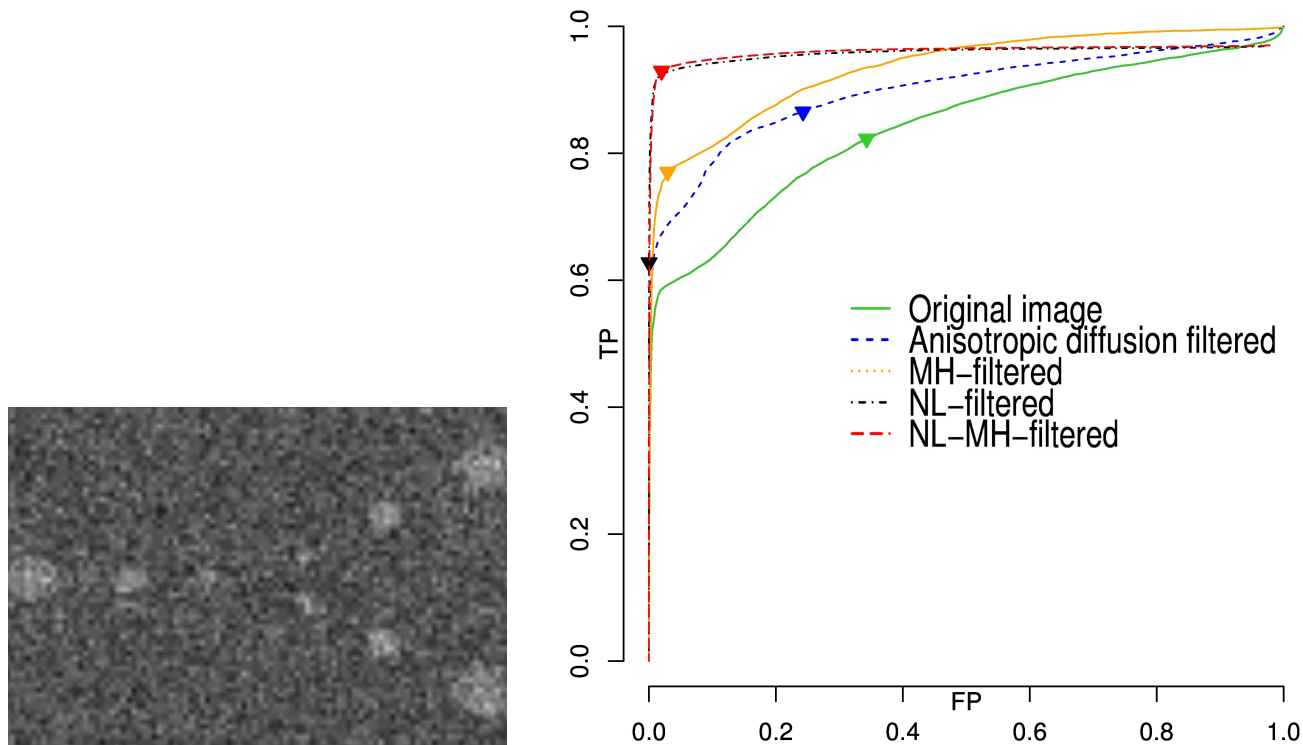 1.0
0.8
0.6
0.4
0.2
0.0
TP
Original image
Anisotropic diffusion filtered
MH−filtered
NL−filtered
NL−MH−filtered
FP
0.0 0.2 0.4 0.6 0.8 1.0